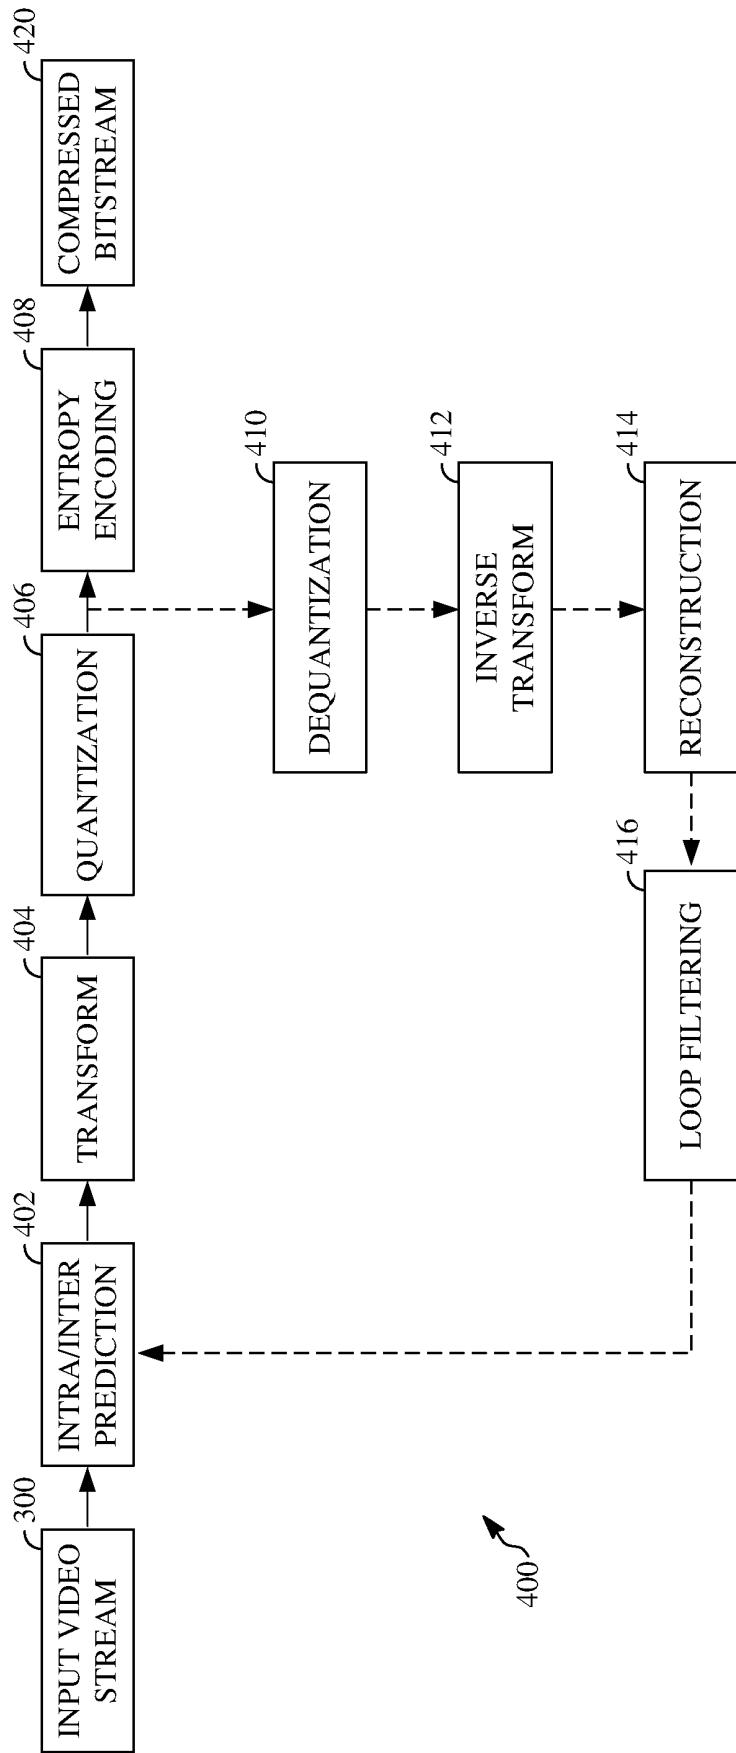 300
INPUT VIDEO
STREAM
402
INTRA/INTER
PREDICTION
404
TRANSFORM
406
QUANTIZATION
408
ENTROPY
ENCODING
420
COMPRESSED
BITSTREAM
410
DEQUANTIZATION
412
INVERSE
TRANSFORM
414
RECONSTRUCTION
416
LOOP FILTERING
400